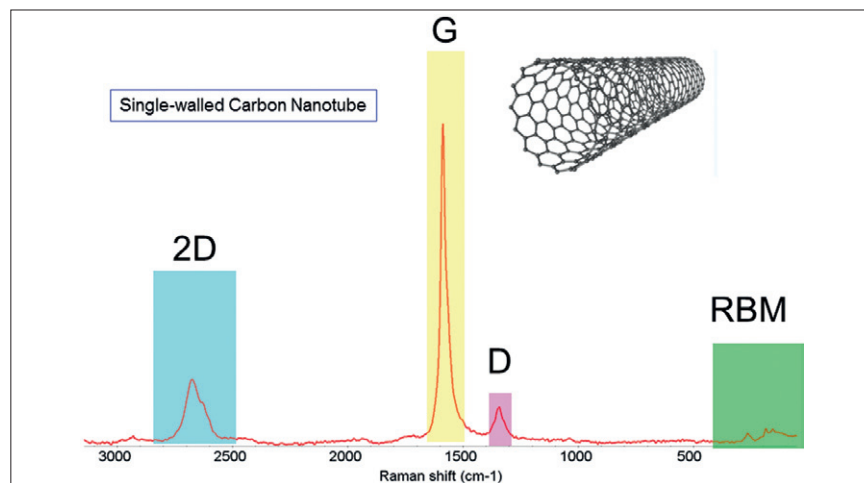 G
Single-walled Carbon Nanotube
2D
RBM
D
3000 2500 2000 1500 1000 500
Raman shift (cm-1)